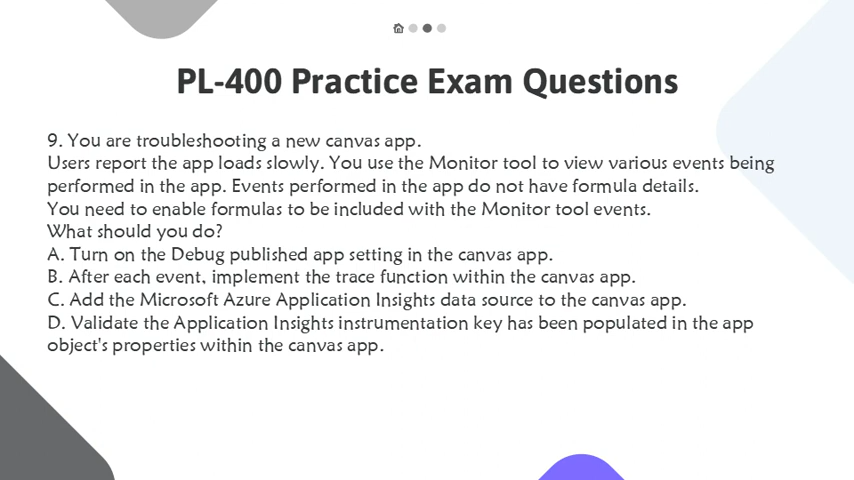 PL-400 Practice Exam Questions
9. You are troubleshooting a new canvas app.
Users report the app loads slowly. You use the Monitor tool to view various events being
performed in the app. Events performed in the app do not have formula details.
You need to enable formulas to be included with the Monitor tool events.
What should you do?
A. Turn on the Debug published app setting in the canvas app.
B. After each event, implement the trace function within the canvas app.
C. Add the Microsoft Azure Application Insights data source to the canvas app.
D. Validate the Application Insights instrumentation key has been populated in the app
object's properties within the canvas app.